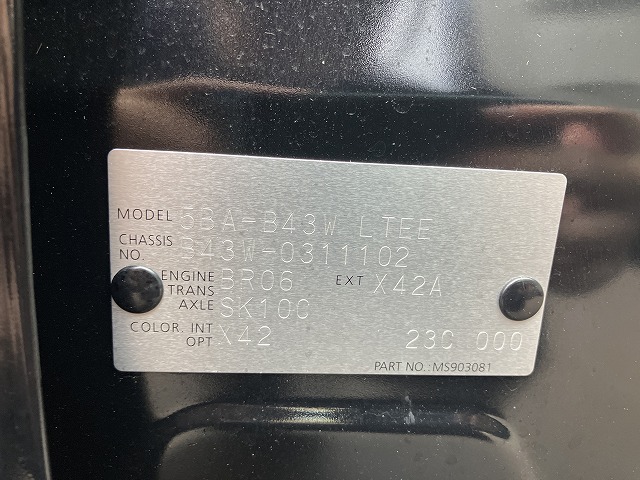 MODEL 5BA-B43W LTEE
CHASSIS NO. B43W-0311102
ENGINE BR06 EXT X42A
TRANS AXLE SK10C
COLOR. INT X42 23C 000
OPT
PART NO.: MS903081